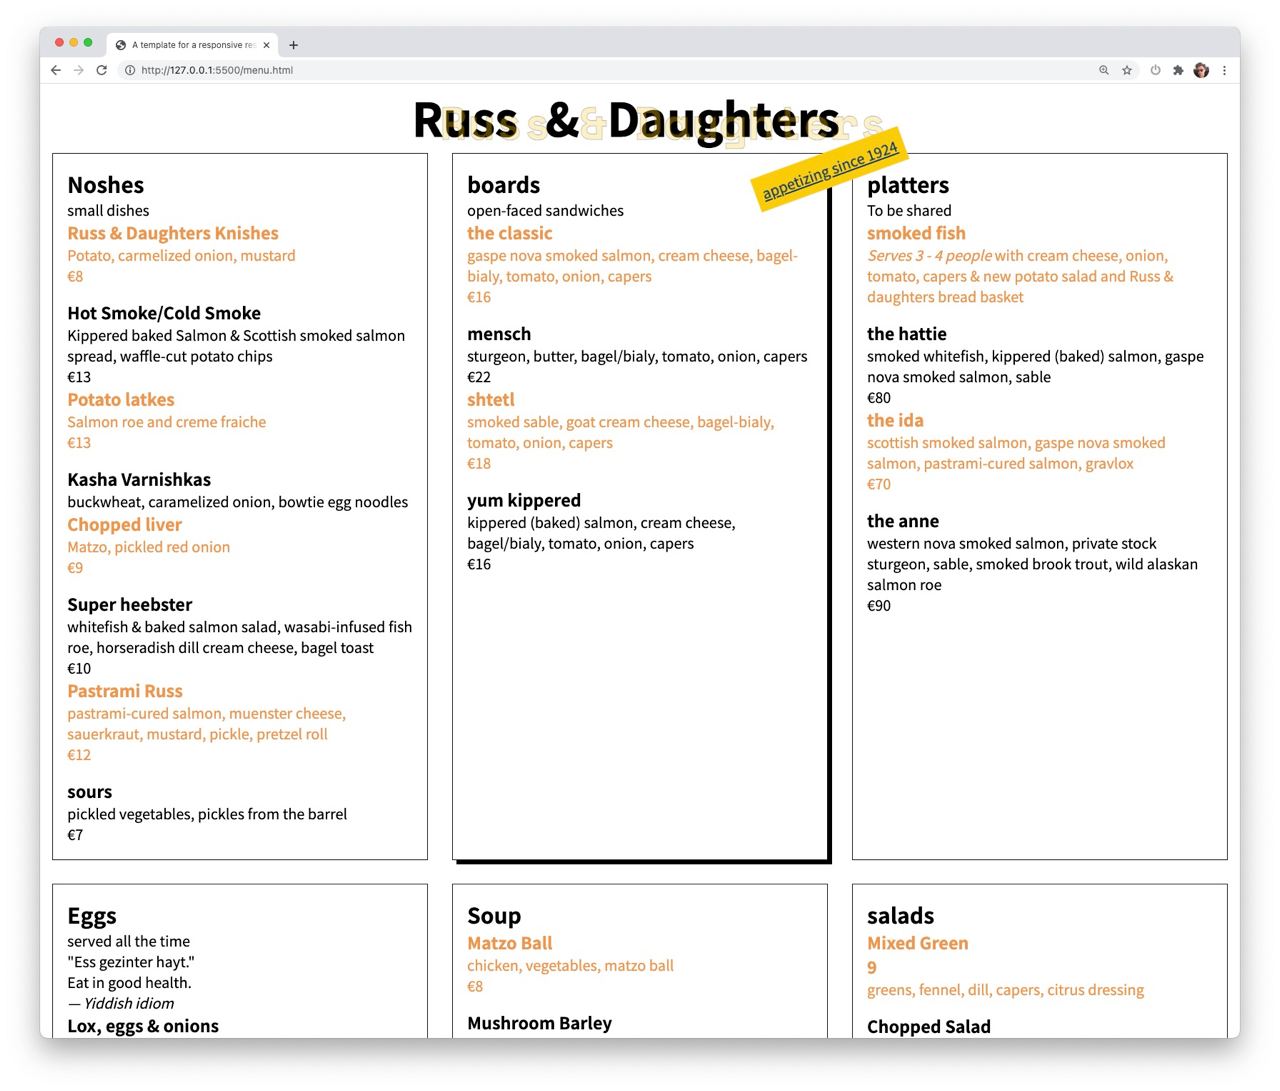 A template for a responsive res
http://127.0.0.1:5500/menu.html
Russ & Daughters
Russ & Daughters
appetizing since 1924
Noshes
small dishes
Russ & Daughters Knishes
Potato, carmelized onion, mustard
€8
Hot Smoke/Cold Smoke
Kippered baked Salmon & Scottish smoked salmon
spread, waffle-cut potato chips
€13
Potato latkes
Salmon roe and creme fraiche
€13
Kasha Varnishkas
buckwheat, caramelized onion, bowtie egg noodles
Chopped liver
Matzo, pickled red onion
€9
Super heebster
whitefish & baked salmon salad, wasabi-infused fish
roe, horseradish dill cream cheese, bagel toast
€10
Pastrami Russ
pastrami-cured salmon, muenster cheese,
sauerkraut, mustard, pickle, pretzel roll
€12
sours
pickled vegetables, pickles from the barrel
€7
boards
open-faced sandwiches
the classic
gaspe nova smoked salmon, cream cheese, bagel-
bialy, tomato, onion, capers
€16
mensch
sturgeon, butter, bagel/bialy, tomato, onion, capers
€22
shtetl
smoked sable, goat cream cheese, bagel-bialy,
tomato, onion, capers
€18
yum kippered
kippered (baked) salmon, cream cheese,
bagel/bialy, tomato, onion, capers
€16
platters
To be shared
smoked fish
Serves 3 - 4 people with cream cheese, onion,
tomato, capers & new potato salad and Russ &
daughters bread basket
the hattie
smoked whitefish, kippered (baked) salmon, gaspe
nova smoked salmon, sable
€80
the ida
scottish smoked salmon, gaspe nova smoked
salmon, pastrami-cured salmon, gravlox
€70
the anne
western nova smoked salmon, private stock
sturgeon, sable, smoked brook trout, wild alaskan
salmon roe
€90
Eggs
served all the time
"Ess gezinter hayt."
Eat in good health.
— Yiddish idiom
Lox, eggs & onions
Soup
Matzo Ball
chicken, vegetables, matzo ball
€8
Mushroom Barley
salads
Mixed Green
9
greens, fennel, dill, capers, citrus dressing
Chopped Salad